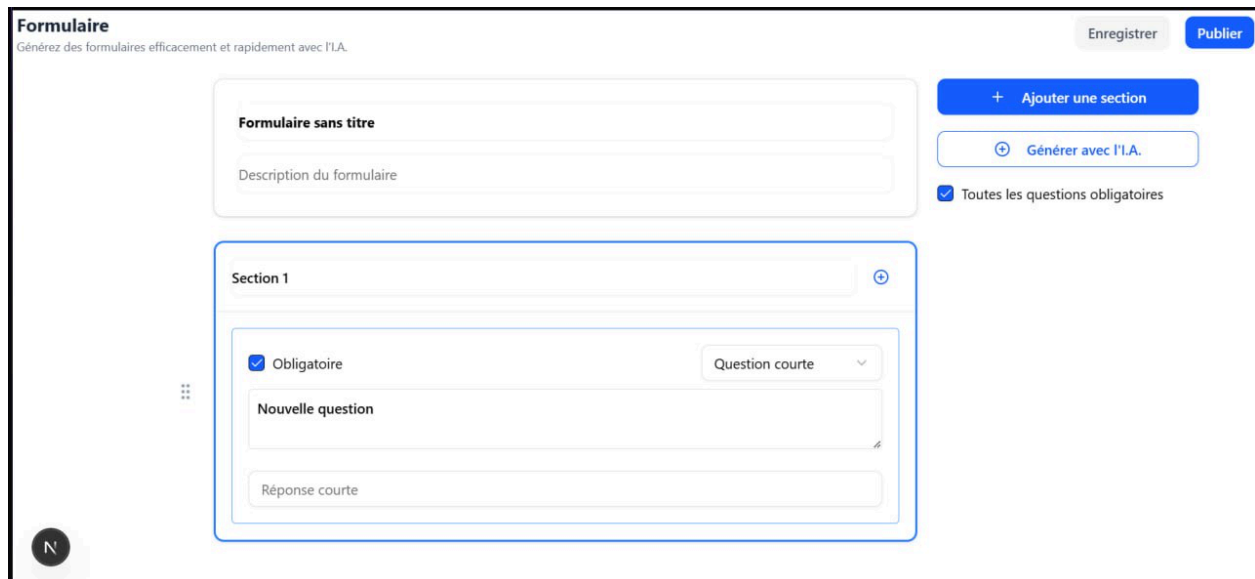 Formulaire
Générez des formulaires efficacement et rapidement avec l'I.A.
Enregistrer
Publier
Formulaire sans titre
Description du formulaire
Ajouter une section
Générer avec l'I.A.
Toutes les questions obligatoires
Section 1
Obligatoire
Question courte
Nouvelle question
Réponse courte
N